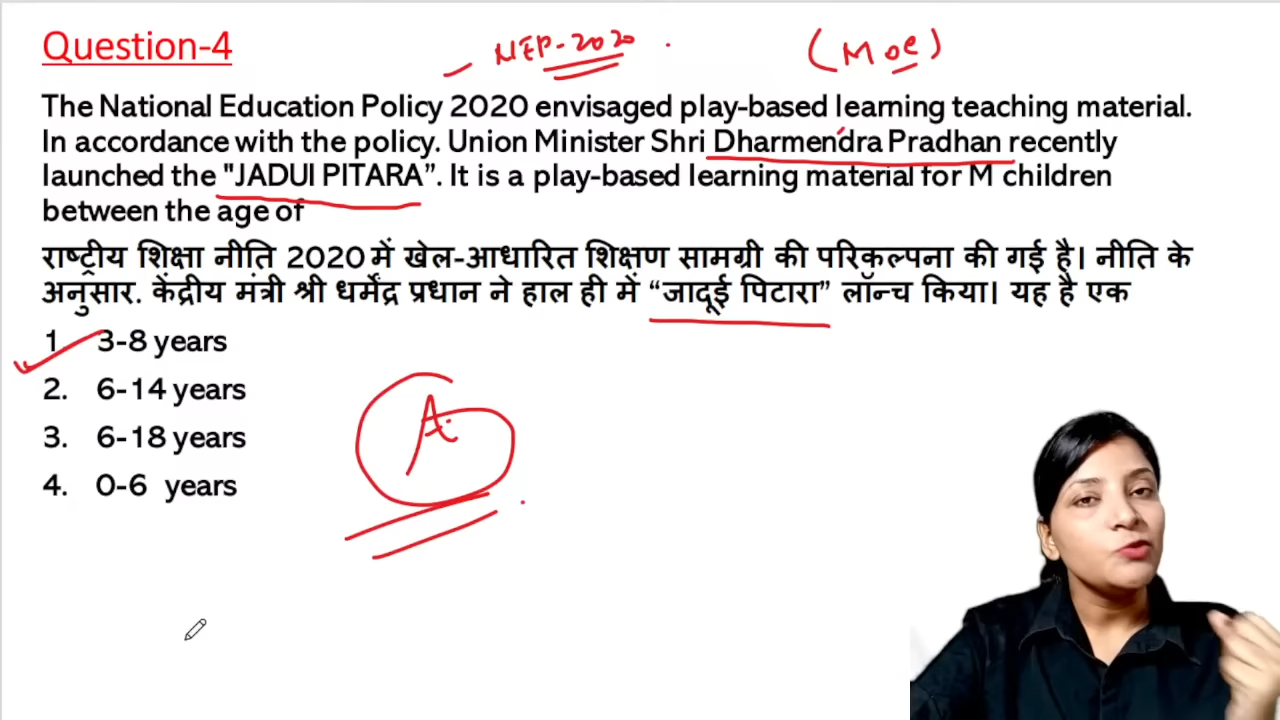 Question-4
NEP-2020
(MoE)
The National Education Policy 2020 envisaged play-based learning teaching material.
In accordance with the policy. Union Minister Shri Dharmendra Pradhan recently
launched the "JADUI PITARA”. It is a play-based learning material for M children
between the age of
राष्ट्रीय शिक्षा नीति 2020 में खेल-आधारित शिक्षण सामग्री की परिकल्पना की गई है। नीति के
अनुसार. केंद्रीय मंत्री श्री धर्मेंद्र प्रधान ने हाल ही में “जादूई पिटारा” लॉन्च किया। यह है एक
1. 3-8 years
2. 6-14 years
3. 6-18 years
4. 0-6 years
A